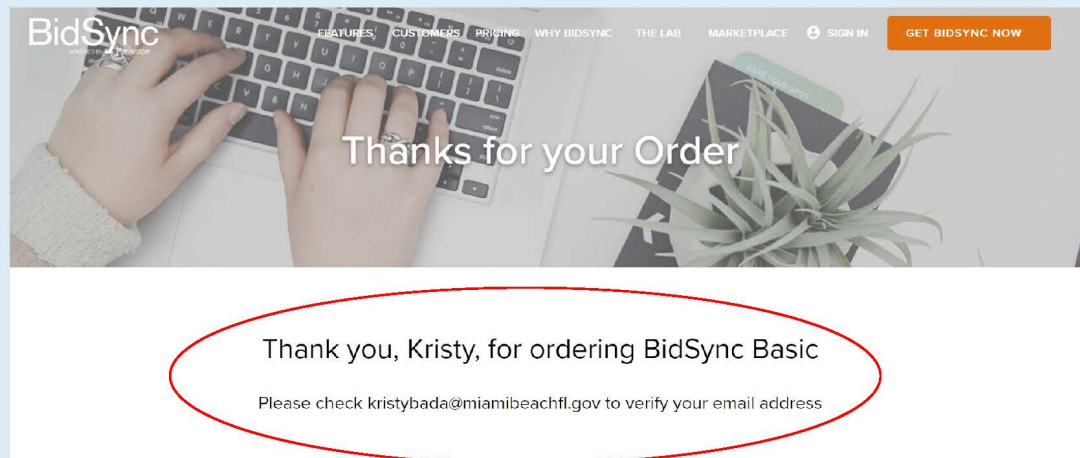 BidSync
FEATURES CUSTOMERS PRICING WHY BIDSYNC THE LAB MARKETPLACE SIGN IN GET BIDSYNC NOW
Thanks for your Order
Thank you, Kristy, for ordering BidSync Basic
Please check kristybada@miamibeachfl.gov to verify your email address